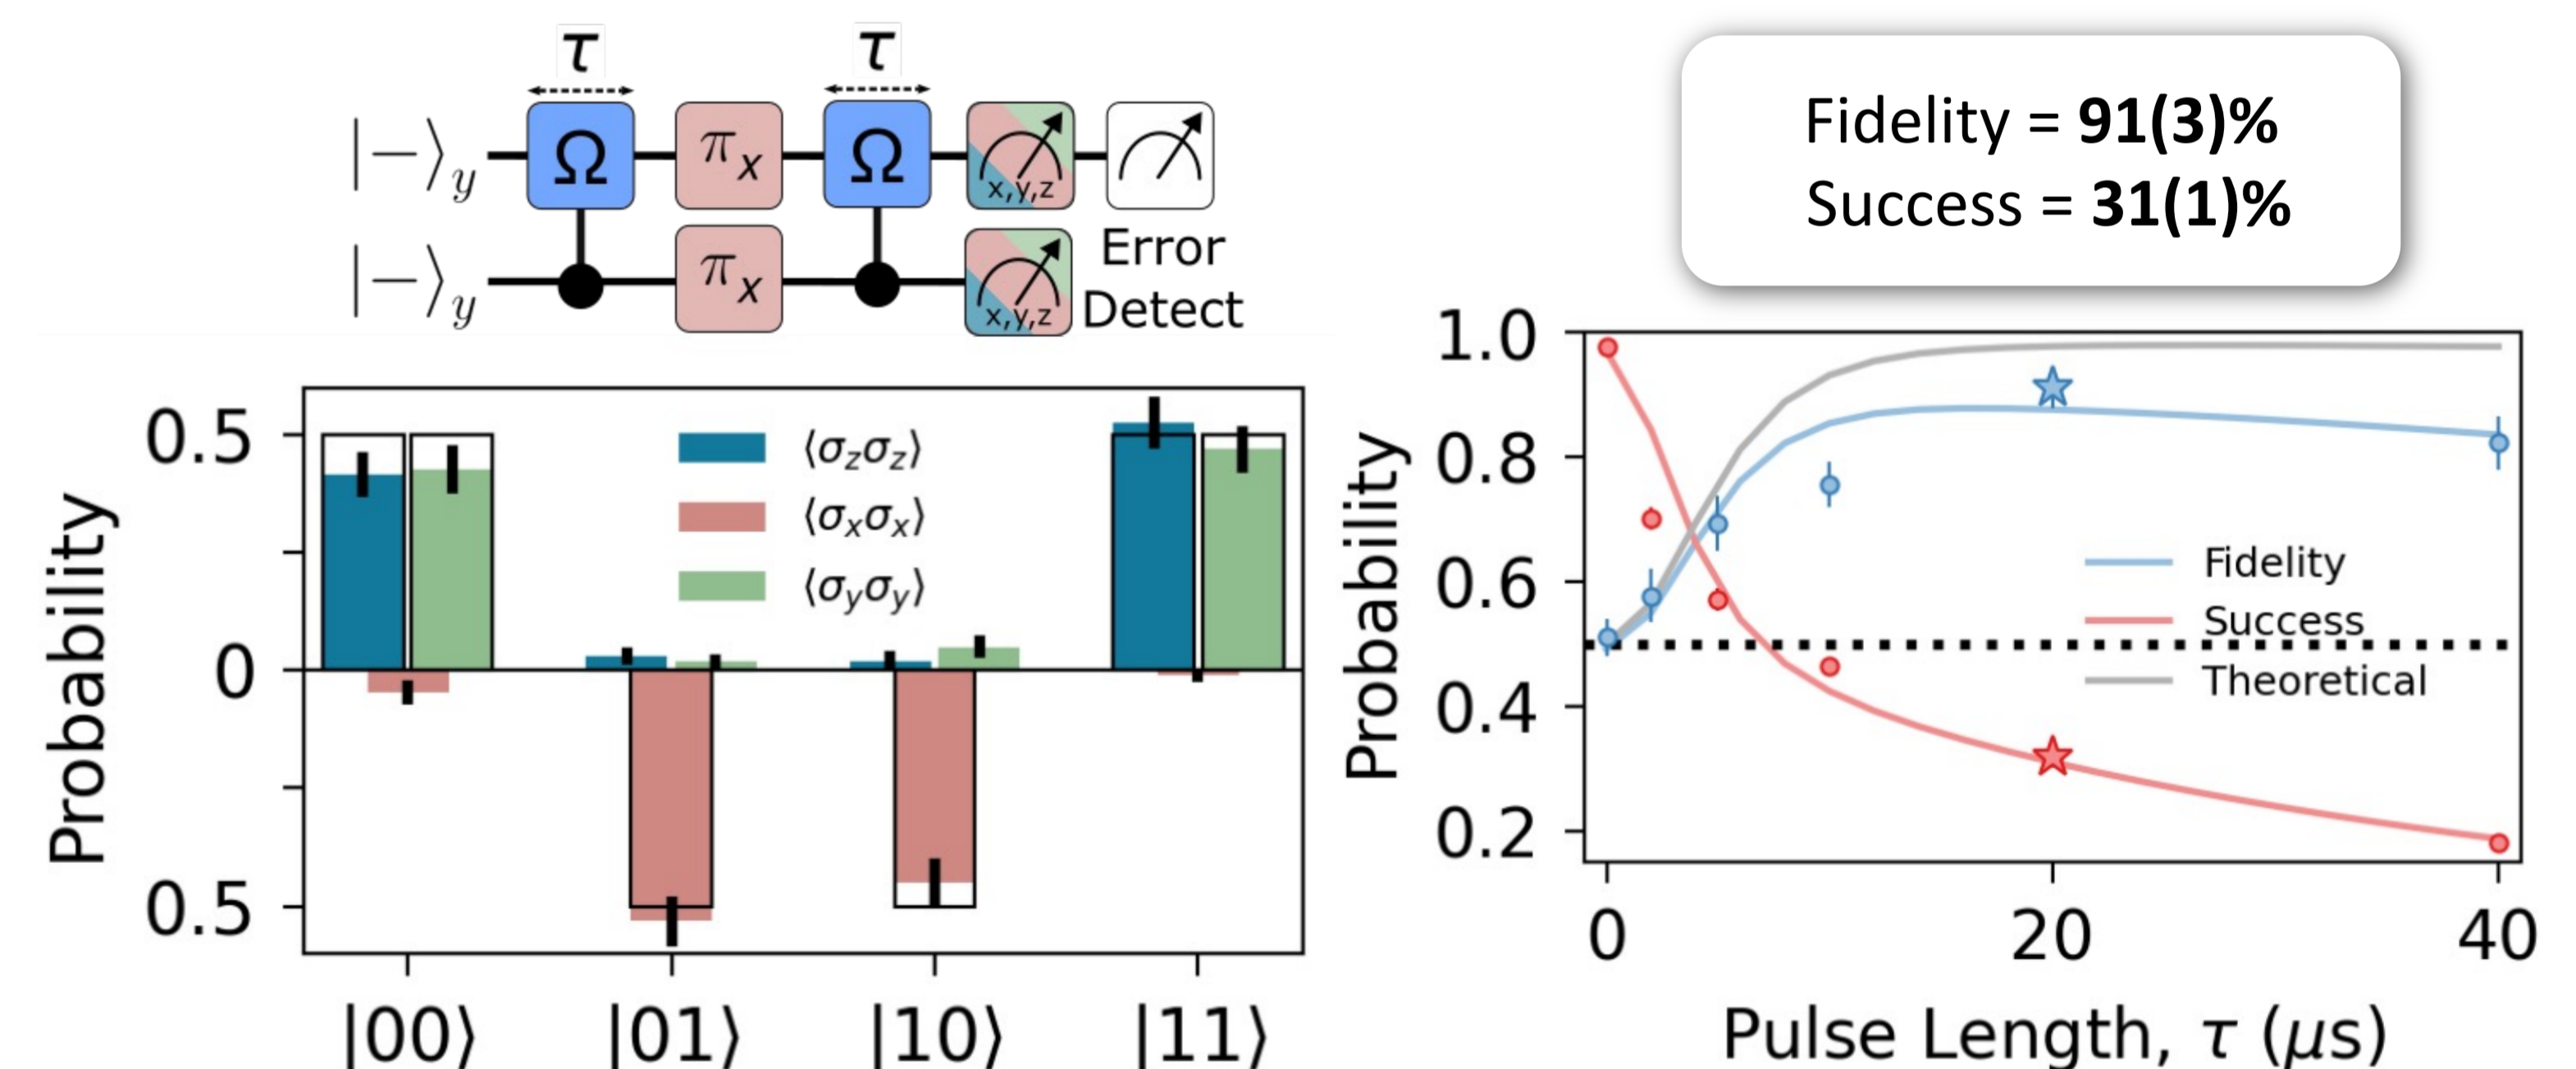 τ τ
|−⟩y Ω πx Ω x,y,z
|−⟩y πx x,y,z
Error
Detect
Fidelity = 91(3)%
Success = 31(1)%
Probability
0.5
0
0.5
⟨σzσz⟩
⟨σxσx⟩
⟨σyσy⟩
|00⟩ |01⟩ |10⟩ |11⟩
Probability
1.0
0.8
0.6
0.4
0.2
Fidelity
Success
Theoretical
0 20 40
Pulse Length, τ (μs)